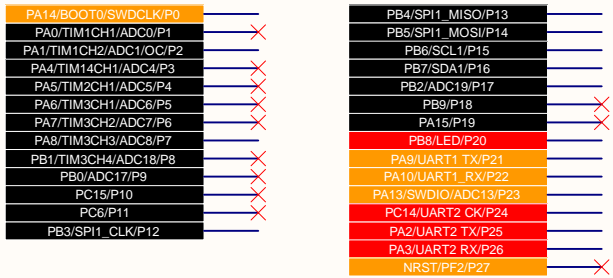 PA14/BOOT0/SWDCLK/P0
PA0/TIM1CH1/ADC0/P1
PA1/TIM1CH2/ADC1/OC/P2
PA4/TIM14CH1/ADC4/P3
PA5/TIM2CH1/ADC5/P4
PA6/TIM3CH1/ADC6/P5
PA7/TIM3CH2/ADC7/P6
PA8/TIM3CH3/ADC8/P7
PB1/TIM3CH4/ADC18/P8
PB0/ADC17/P9
PC15/P10
PC6/P11
PB3/SPI1_CLK/P12
PB4/SPI1_MISO/P13
PB5/SPI1_MOSI/P14
PB6/SCL1/P15
PB7/SDA1/P16
PB2/ADC19/P17
PB9/P18
PA15/P19
PB8/LED/P20
PA9/UART1 TX/P21
PA10/UART1_RX/P22
PA13/SWDIO/ADC13/P23
PC14/UART2 CK/P24
PA2/UART2 TX/P25
PA3/UART2 RX/P26
NRST/PF2/P27